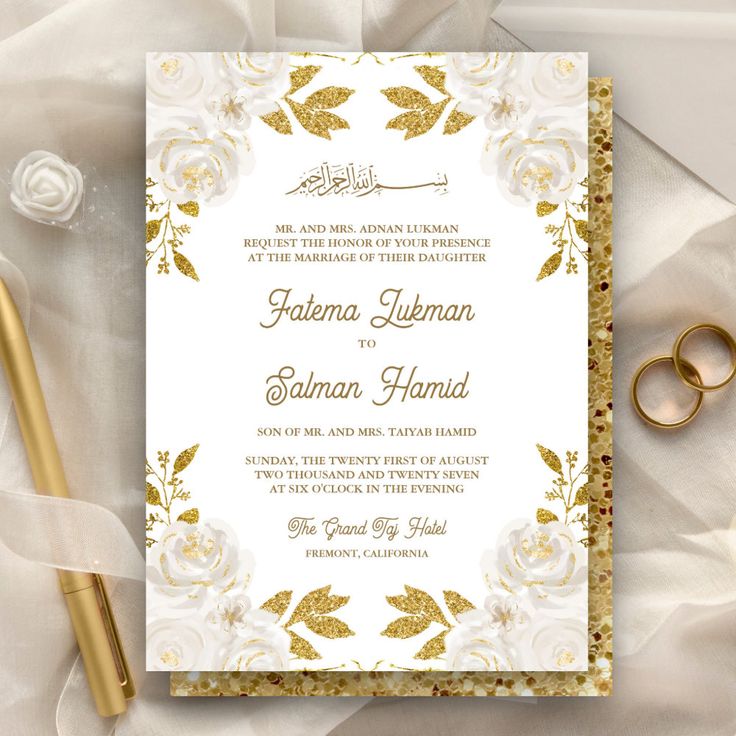 بسم الله الرحمن الرحيم
MR. AND MRS. ADNAN LUKMAN
REQUEST THE HONOR OF YOUR PRESENCE
AT THE MARRIAGE OF THEIR DAUGHTER
Fatema Lukman
TO
Salman Hamid
SON OF MR. AND MRS. TAIYAB HAMID
SUNDAY, THE TWENTY FIRST OF AUGUST
TWO THOUSAND AND TWENTY SEVEN
AT SIX O'CLOCK IN THE EVENING
The Grand Taj Hotel
FREMONT, CALIFORNIA